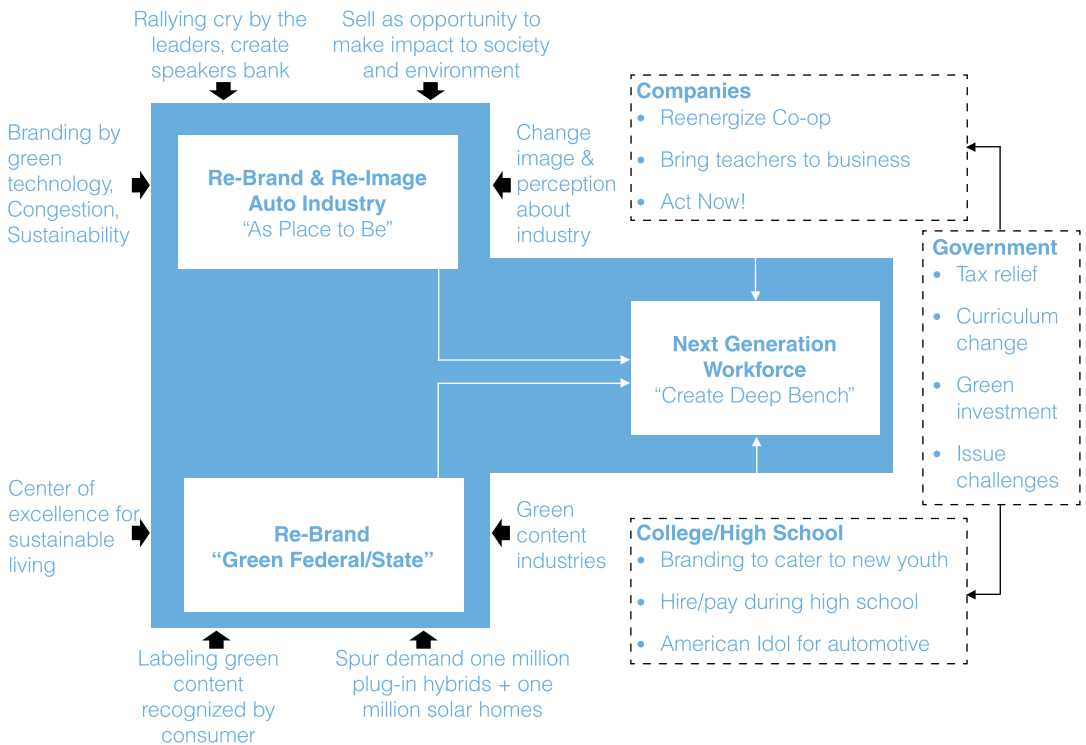 Rallying cry by the
leaders, create
speakers bank
Sell as opportunity to
make impact to society
and environment
Branding by
green
technology,
Congestion,
Sustainability
Re-Brand & Re-Image
Auto Industry
“As Place to Be”
Change
image &
perception
about
industry
Companies
• Reenergize Co-op
• Bring teachers to business
• Act Now!
Government
• Tax relief
• Curriculum
change
• Green
investment
• Issue
challenges
Next Generation
Workforce
“Create Deep Bench”
Center of
excellence for
sustainable
living
Re-Brand
“Green Federal/State”
Green
content
industries
College/High School
• Branding to cater to new youth
• Hire/pay during high school
• American Idol for automotive
Labeling green
content
recognized by
consumer
Spur demand one million
plug-in hybrids + one
million solar homes